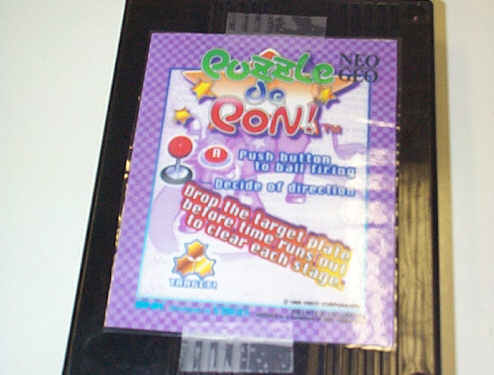 Puzzle
de
PON!™
NEO
GEO
A
Push button
to ball firing
Decide of direction
Drop the target plate
before time runs out
to clear each stage.
TARGET!